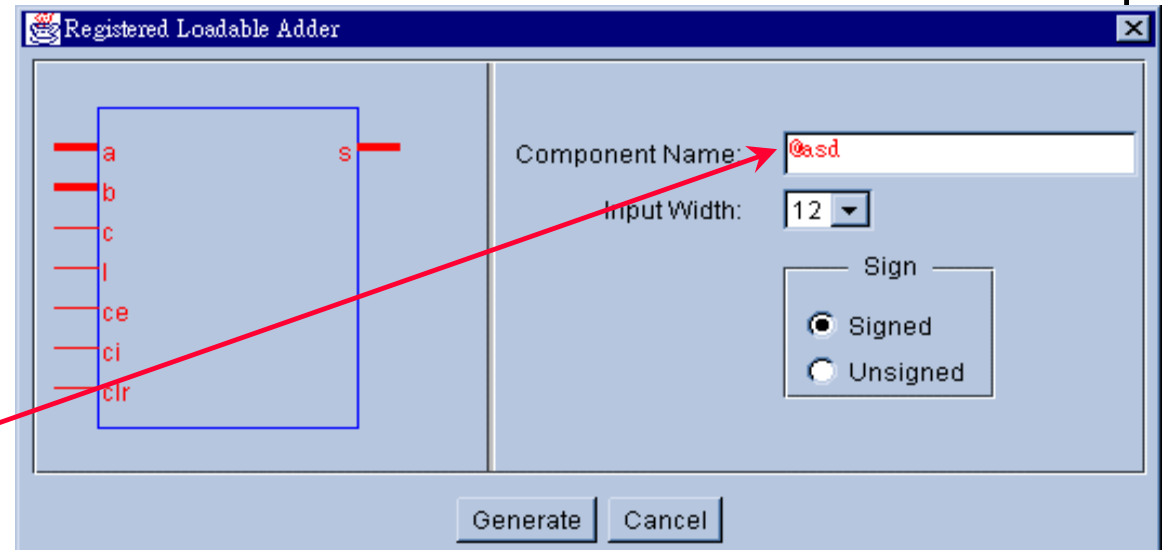 Registered Loadable Adder
a
s
b
c
l
ce
ci
clr
Component Name:
@asd
Input Width:
12
Sign
Signed
Unsigned
Generate
Cancel